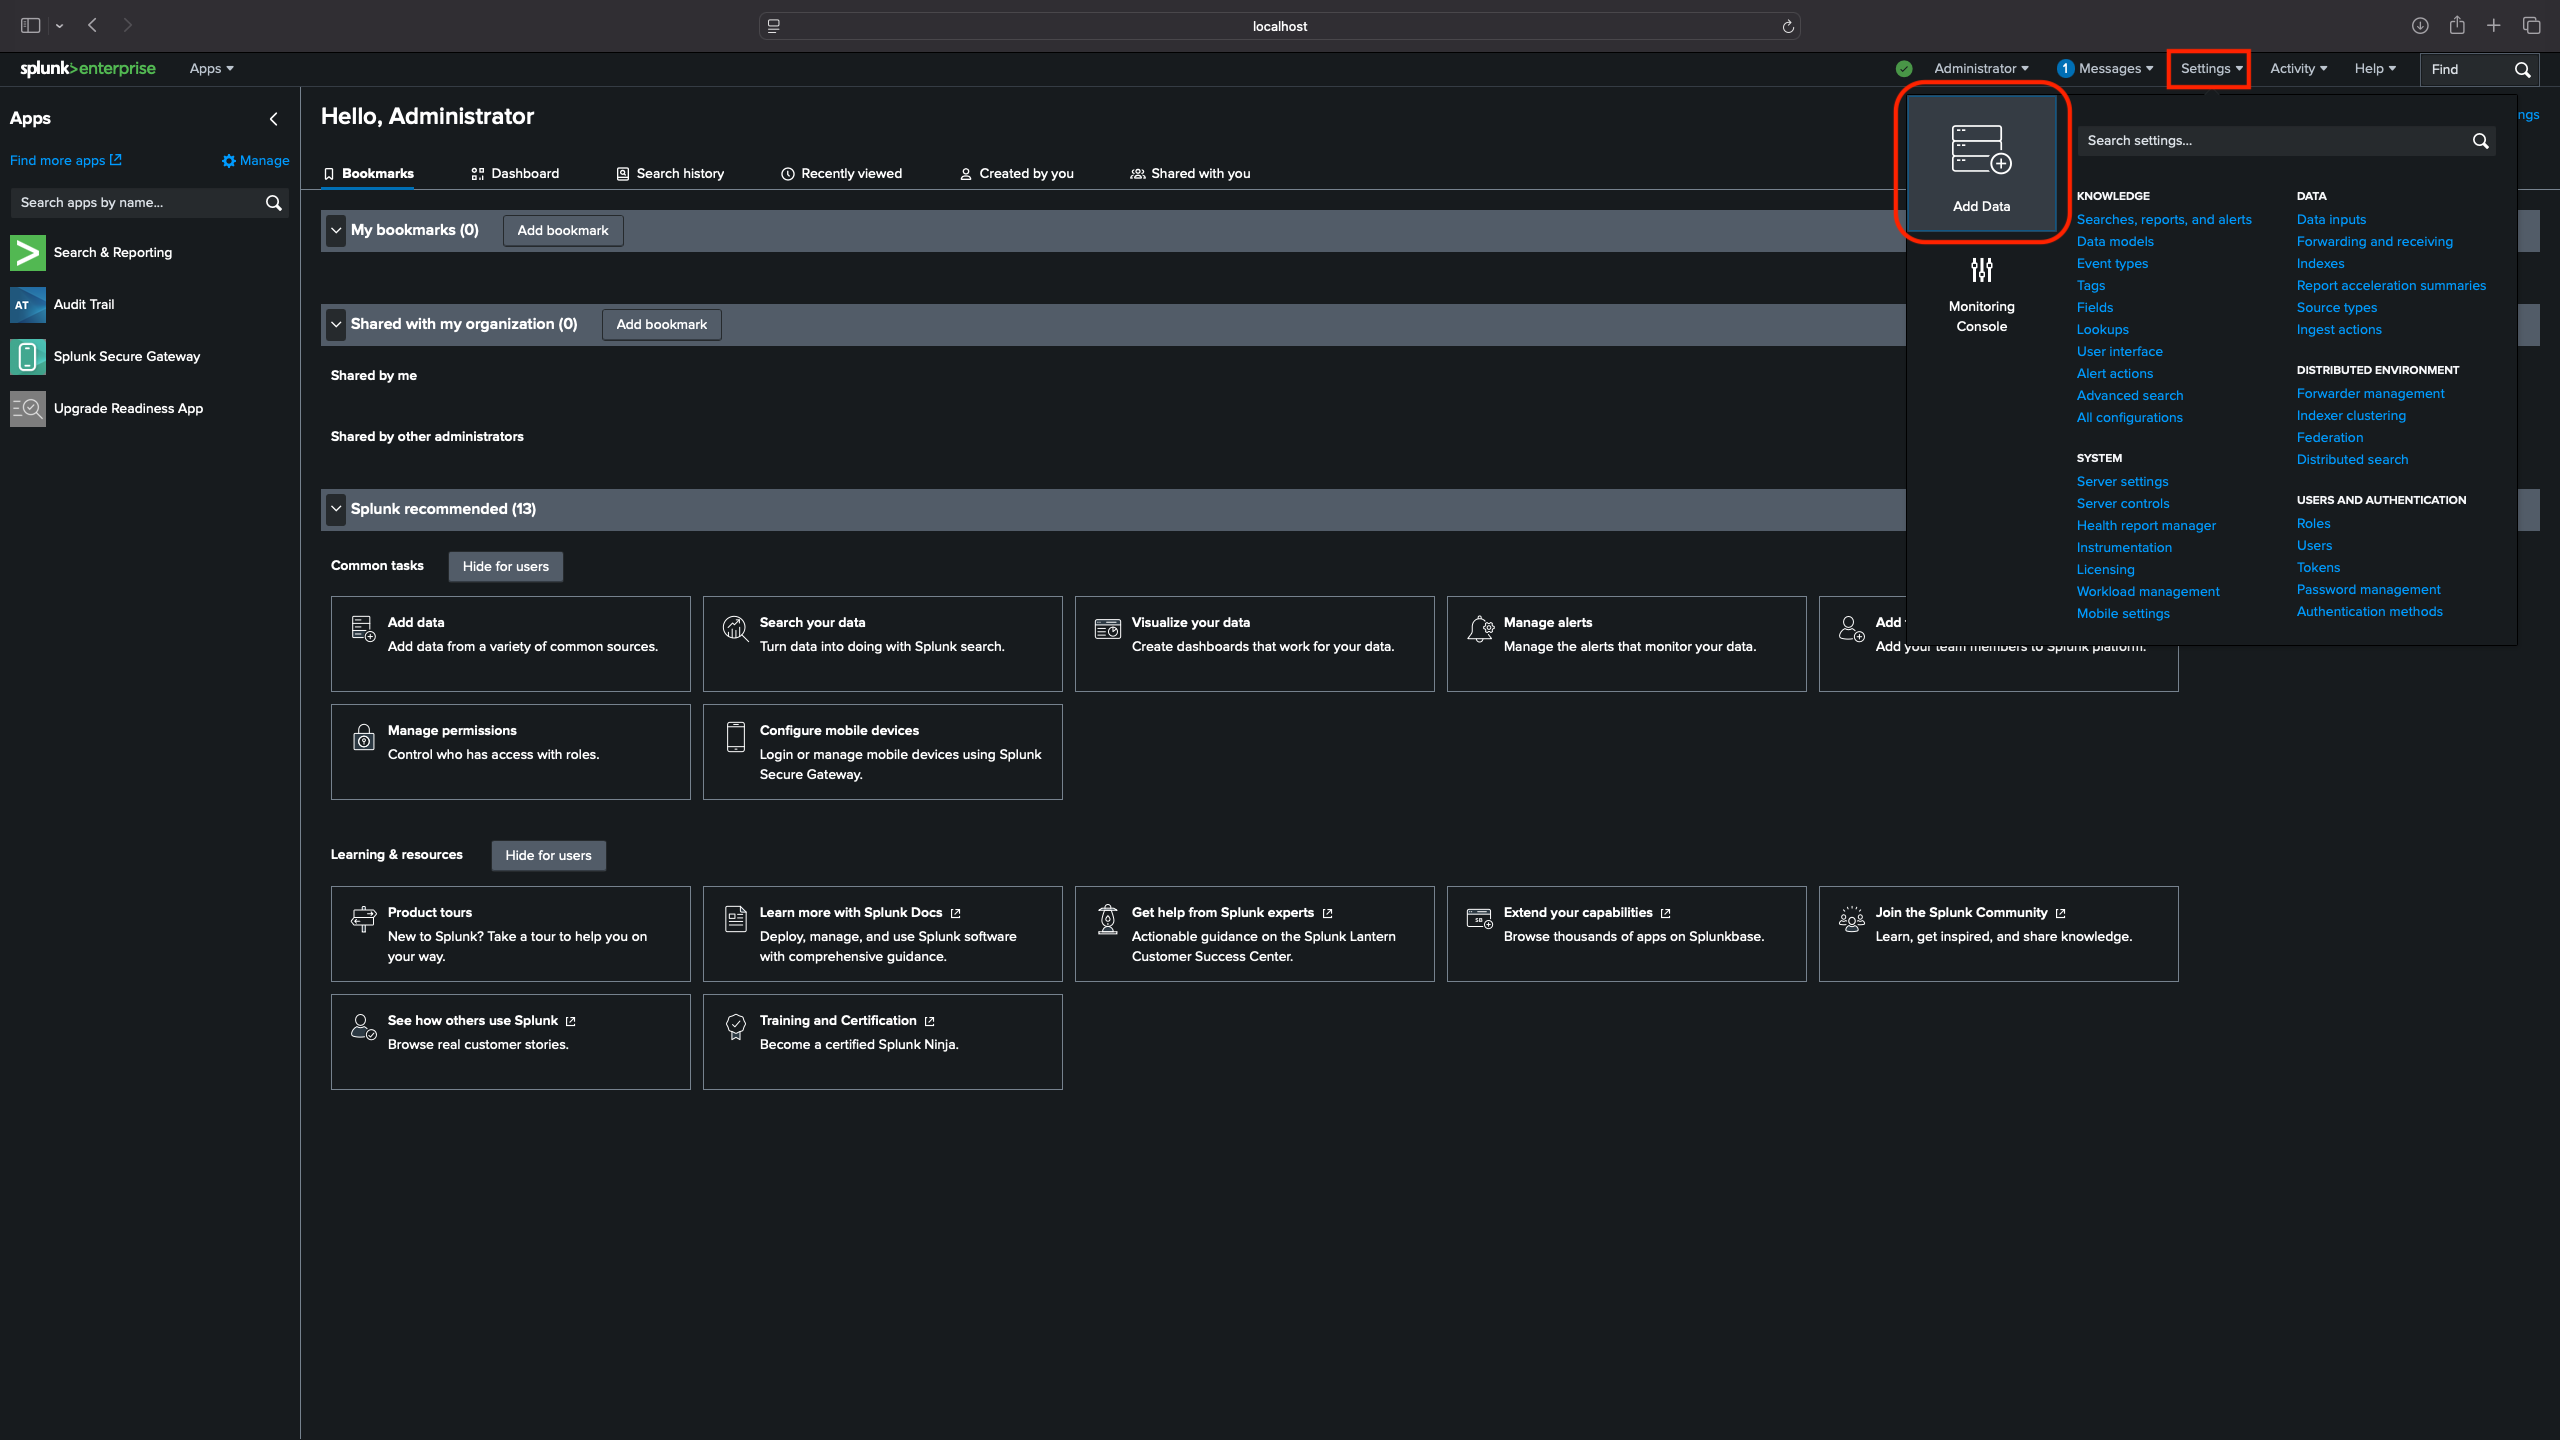 localhost
splunk>enterprise
Apps
Administrator
1 Messages
Settings
Activity
Help
Find
Apps
Find more apps
Manage
Search apps by name...
Search & Reporting
AT
Audit Trail
Splunk Secure Gateway
Upgrade Readiness App
Hello, Administrator
Bookmarks
Dashboard
Search history
Recently viewed
Created by you
Shared with you
My bookmarks (0)
Add bookmark
Shared with my organization (0)
Add bookmark
Shared by me
Shared by other administrators
Splunk recommended (13)
Common tasks
Hide for users
Add data
Add data from a variety of common sources.
Search your data
Turn data into doing with Splunk search.
Visualize your data
Create dashboards that work for your data.
Manage alerts
Manage the alerts that monitor your data.
Add
Add your team members to Splunk platform.
Manage permissions
Control who has access with roles.
Configure mobile devices
Login or manage mobile devices using Splunk
Secure Gateway.
Learning & resources
Hide for users
Product tours
New to Splunk? Take a tour to help you on
your way.
Learn more with Splunk Docs
Deploy, manage, and use Splunk software
with comprehensive guidance.
Get help from Splunk experts
Actionable guidance on the Splunk Lantern
Customer Success Center.
Extend your capabilities
Browse thousands of apps on Splunkbase.
Join the Splunk Community
Learn, get inspired, and share knowledge.
See how others use Splunk
Browse real customer stories.
Training and Certification
Become a certified Splunk Ninja.
Add Data
Monitoring
Console
ngs
Search settings...
KNOWLEDGE
Searches, reports, and alerts
Data models
Event types
Tags
Fields
Lookups
User interface
Alert actions
Advanced search
All configurations
SYSTEM
Server settings
Server controls
Health report manager
Instrumentation
Licensing
Workload management
Mobile settings
DATA
Data inputs
Forwarding and receiving
Indexes
Report acceleration summaries
Source types
Ingest actions
DISTRIBUTED ENVIRONMENT
Forwarder management
Indexer clustering
Federation
Distributed search
USERS AND AUTHENTICATION
Roles
Users
Tokens
Password management
Authentication methods